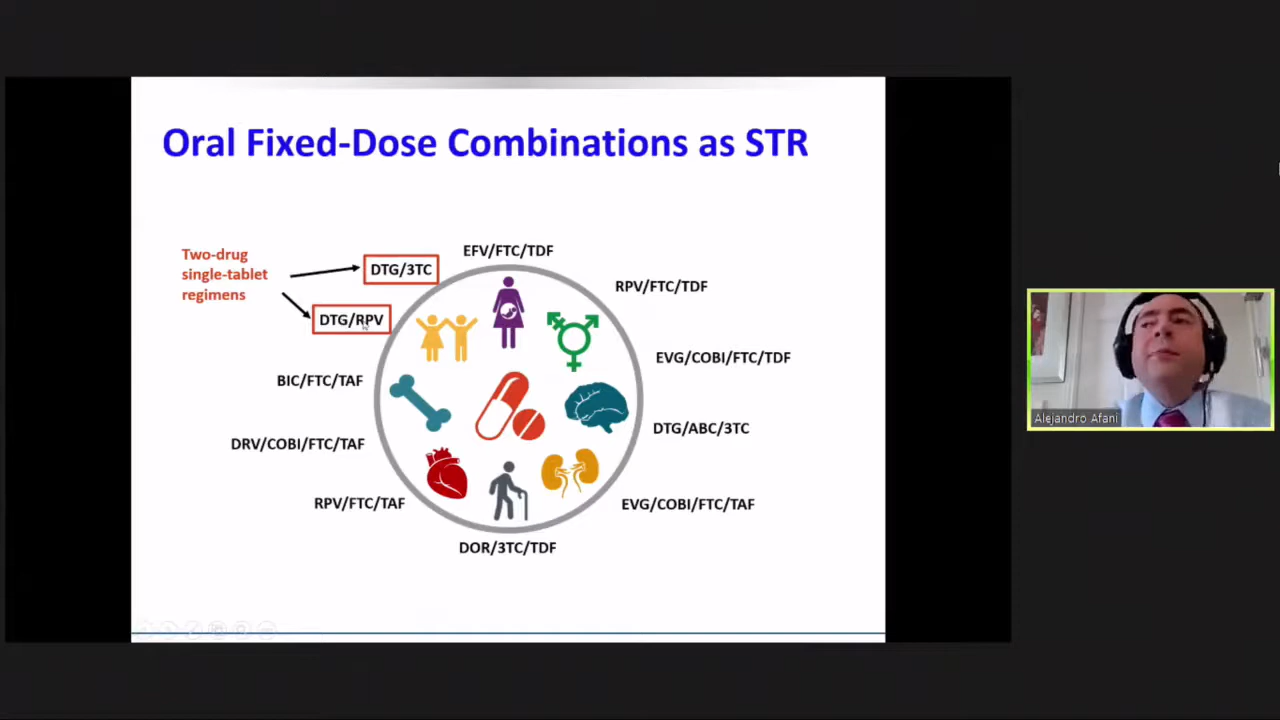 Oral Fixed-Dose Combinations as STR
Two-drug
single-tablet
regimens
DTG/3TC
DTG/RPV
EFV/FTC/TDF
RPV/FTC/TDF
EVG/COBI/FTC/TDF
DTG/ABC/3TC
EVG/COBI/FTC/TAF
DOR/3TC/TDF
RPV/FTC/TAF
DRV/COBI/FTC/TAF
BIC/FTC/TAF
Alejandro Afani